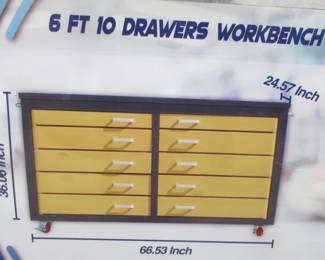 6 FT 10 DRAWERS WORKBENCH
24.57 Inch
36.06 Inch
66.53 Inch